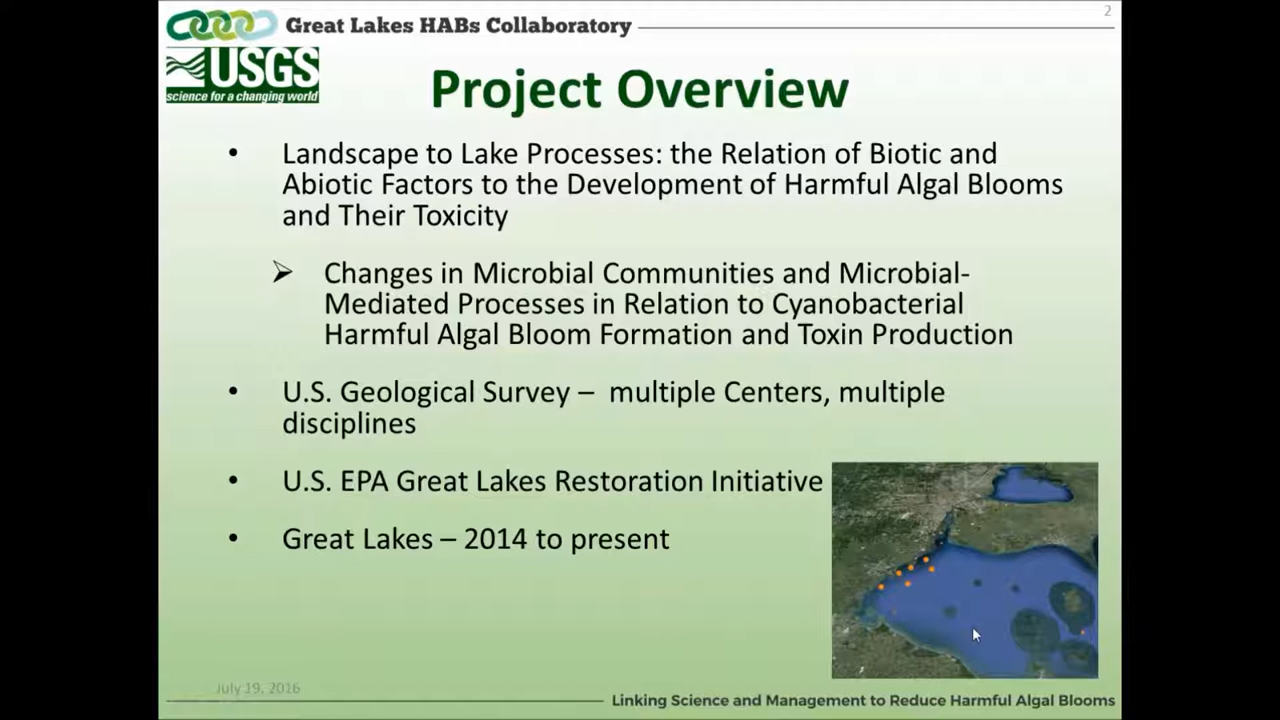 2
Great Lakes HABs Collaboratory
USGS
science for a changing world
Project Overview
• Landscape to Lake Processes: the Relation of Biotic and
Abiotic Factors to the Development of Harmful Algal Blooms
and Their Toxicity
➢ Changes in Microbial Communities and Microbial-
Mediated Processes in Relation to Cyanobacterial
Harmful Algal Bloom Formation and Toxin Production
• U.S. Geological Survey – multiple Centers, multiple
disciplines
• U.S. EPA Great Lakes Restoration Initiative
• Great Lakes – 2014 to present
July 19, 2016
Linking Science and Management to Reduce Harmful Algal Blooms